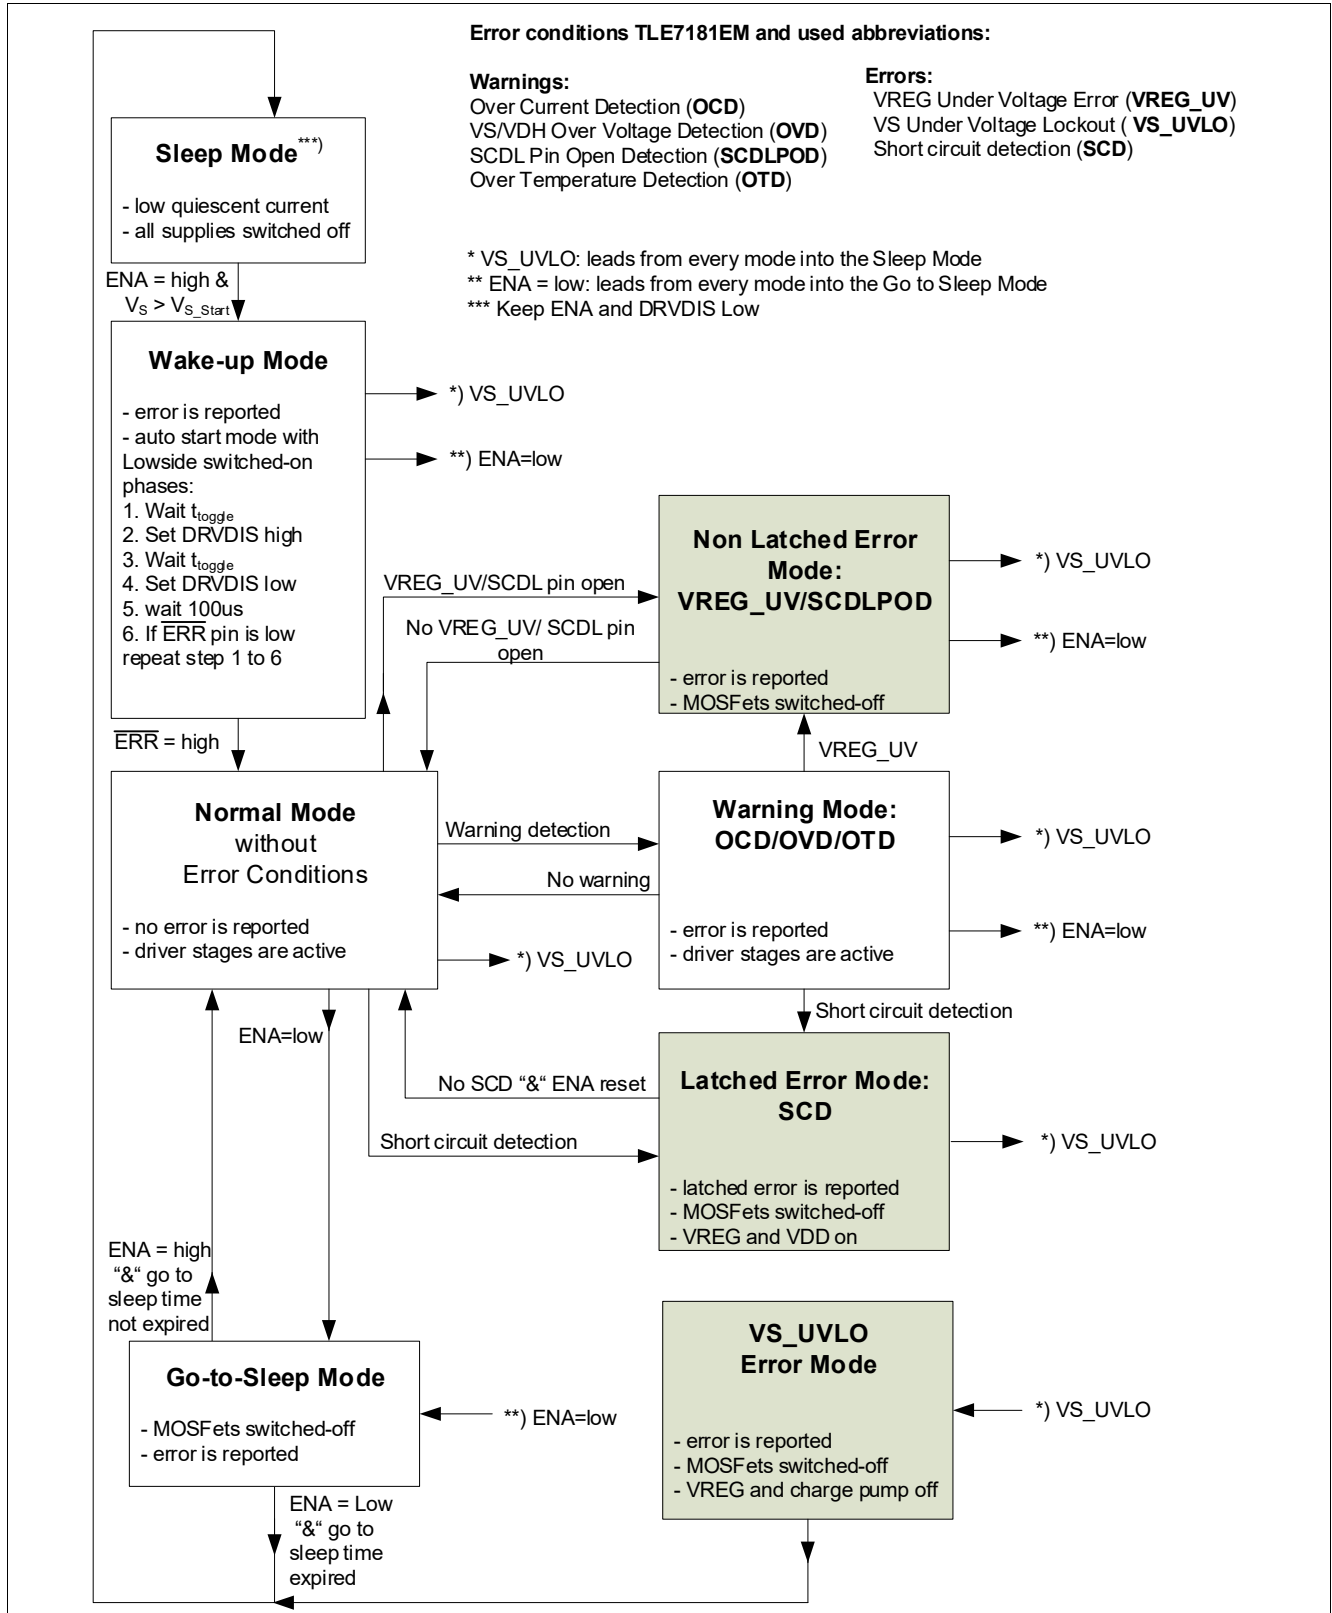 Error conditions TLE7181EM and used abbreviations:
Warnings:
Over Current Detection (OCD)
VS/VDH Over Voltage Detection (OVD)
SCDL Pin Open Detection (SCDLPOD)
Over Temperature Detection (OTD)
Errors:
VREG Under Voltage Error (VREG_UV)
VS Under Voltage Lockout ( VS_UVLO)
Short circuit detection (SCD)
* VS_UVLO: leads from every mode into the Sleep Mode
** ENA = low: leads from every mode into the Go to Sleep Mode
*** Keep ENA and DRVDIS Low
Sleep Mode***)
- low quiescent current
- all supplies switched off
ENA = high &
VS > VS_Start
Wake-up Mode
- error is reported
- auto start mode with
Lowside switched-on
phases:
1. Wait ttoggle
2. Set DRVDIS high
3. Wait ttoggle
4. Set DRVDIS low
5. wait 100us
6. If ERR pin is low
repeat step 1 to 6
*) VS_UVLO
**) ENA=low
ERR = high
VREG_UV/SCDL pin open
No VREG_UV/ SCDL pin
open
Non Latched Error
Mode:
VREG_UV/SCDLPOD
- error is reported
- MOSFets switched-off
*) VS_UVLO
**) ENA=low
VREG_UV
Normal Mode
without
Error Conditions
- no error is reported
- driver stages are active
Warning detection
No warning
*) VS_UVLO
Warning Mode:
OCD/OVD/OTD
- error is reported
- driver stages are active
*) VS_UVLO
**) ENA=low
Short circuit detection
ENA=low
No SCD “&“ ENA reset
Short circuit detection
Latched Error Mode:
SCD
- latched error is reported
- MOSFets switched-off
- VREG and VDD on
*) VS_UVLO
ENA = high
“&“ go to
sleep time
not expired
Go-to-Sleep Mode
- MOSFets switched-off
- error is reported
**) ENA=low
ENA = Low
“&“ go to
sleep time
expired
VS_UVLO
Error Mode
- error is reported
- MOSFets switched-off
- VREG and charge pump off
*) VS_UVLO